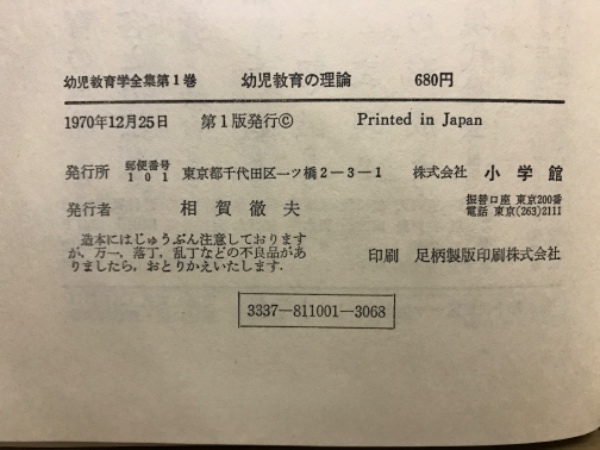 幼児教育学全集第1巻 幼児教育の理論 680円
1970年12月25日 第1版発行© Printed in Japan
発行所 郵便番号 101 東京都千代田区一ツ橋2－3－1 株式会社 小学館
発行者 相賀徹夫 振替口座 東京200番
電話 東京(263)2111
造本にはじゅうぶん注意しております
が、万一、落丁、乱丁などの不良品があ
りましたら、おとりかえいたします.
印刷 足柄製版印刷株式会社
3337－811001－3068